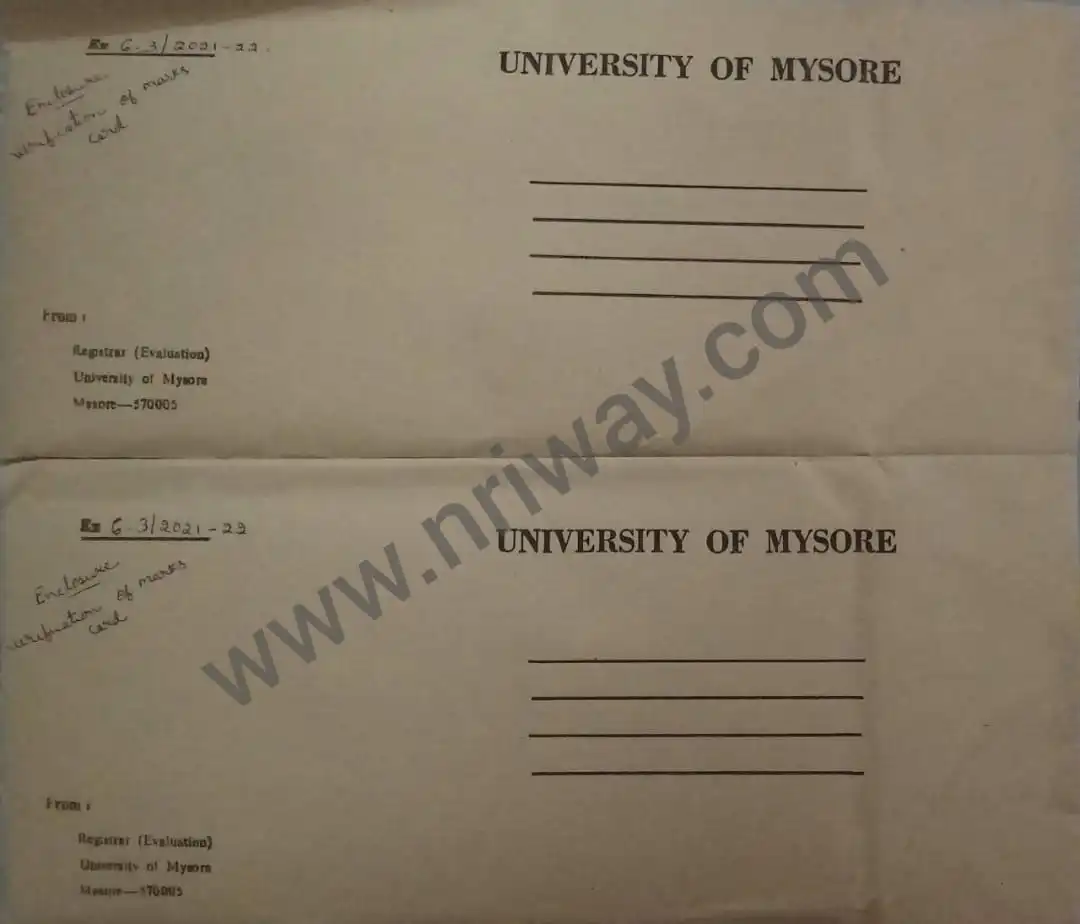 Ex G.3/2021-22.
UNIVERSITY OF MYSORE
Enclosure
verification of marks
card
From :
Registrar (Evaluation)
University of Mysore
Mysore—570005
www.nriway.com
Ex G.3/2021-22
UNIVERSITY OF MYSORE
Enclosure
verification of marks
card
From :
Registrar (Evaluation)
University of Mysore
Mysore—570005